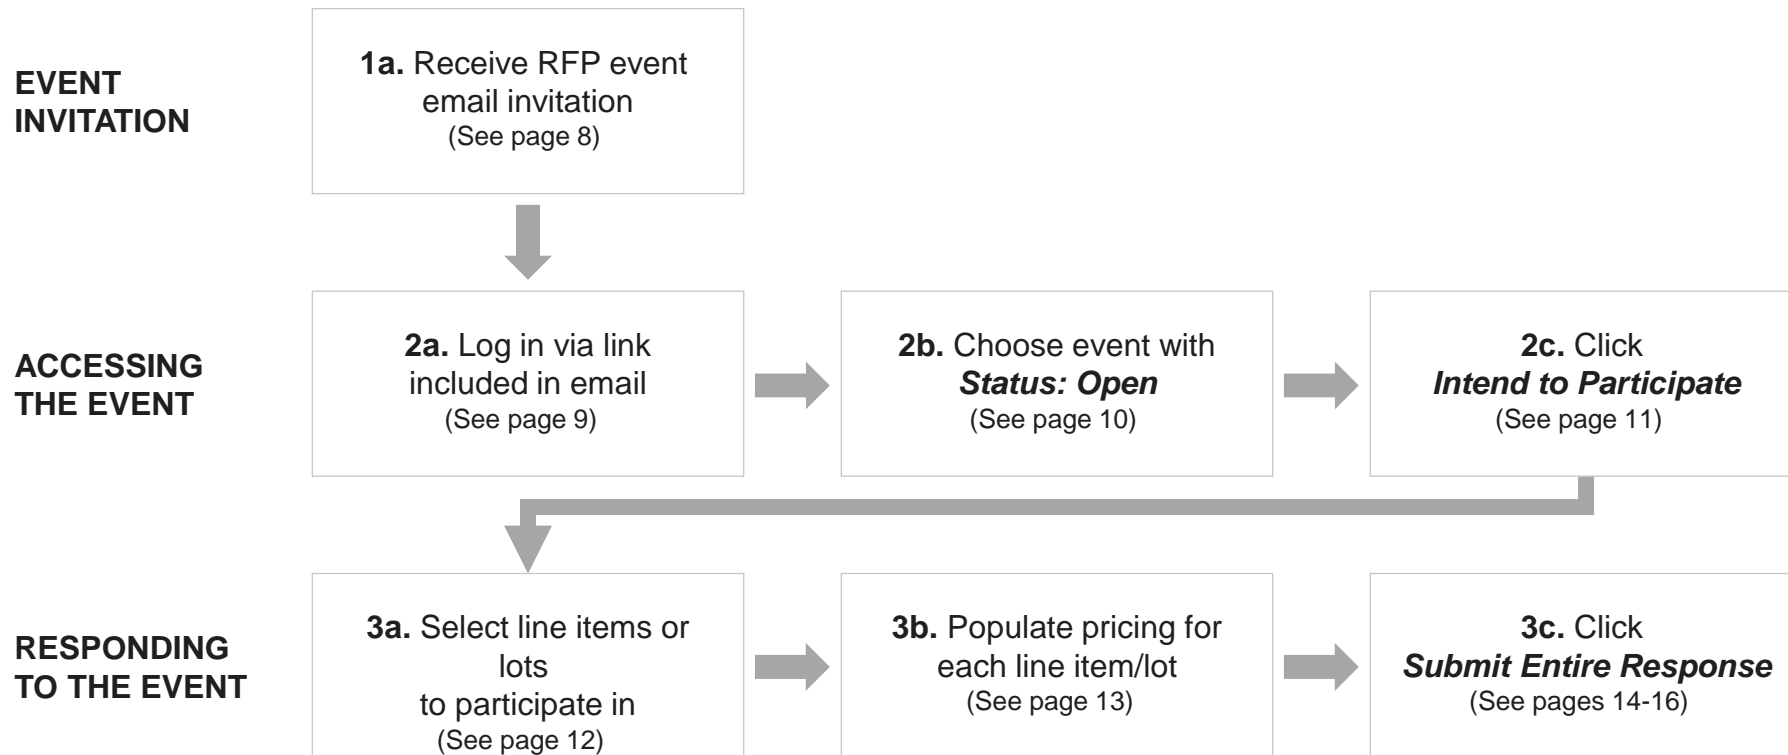 EVENT
INVITATION
1a. Receive RFP event
email invitation
(See page 8)
ACCESSING
THE EVENT
2a. Log in via link
included in email
(See page 9)
2b. Choose event with
Status: Open
(See page 10)
2c. Click
Intend to Participate
(See page 11)
RESPONDING
TO THE EVENT
3a. Select line items or
lots
to participate in
(See page 12)
3b. Populate pricing for
each line item/lot
(See page 13)
3c. Click
Submit Entire Response
(See pages 14-16)